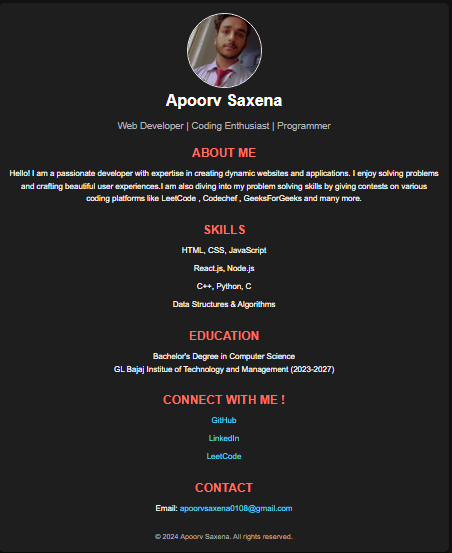 Apoorv Saxena
Web Developer | Coding Enthusiast | Programmer
ABOUT ME
Hello! I am a passionate developer with expertise in creating dynamic websites and applications. I enjoy solving problems
and crafting beautiful user experiences.I am also diving into my problem solving skills by giving contests on various
coding platforms like LeetCode , Codechef , GeeksForGeeks and many more.
SKILLS
HTML, CSS, JavaScript
React.js, Node.js
C++, Python, C
Data Structures & Algorithms
EDUCATION
Bachelor's Degree in Computer Science
GL Bajaj Institue of Technology and Management (2023-2027)
CONNECT WITH ME !
GitHub
LinkedIn
LeetCode
CONTACT
Email: apoorvsaxena0108@gmail.com
© 2024 Apoorv Saxena. All rights reserved.